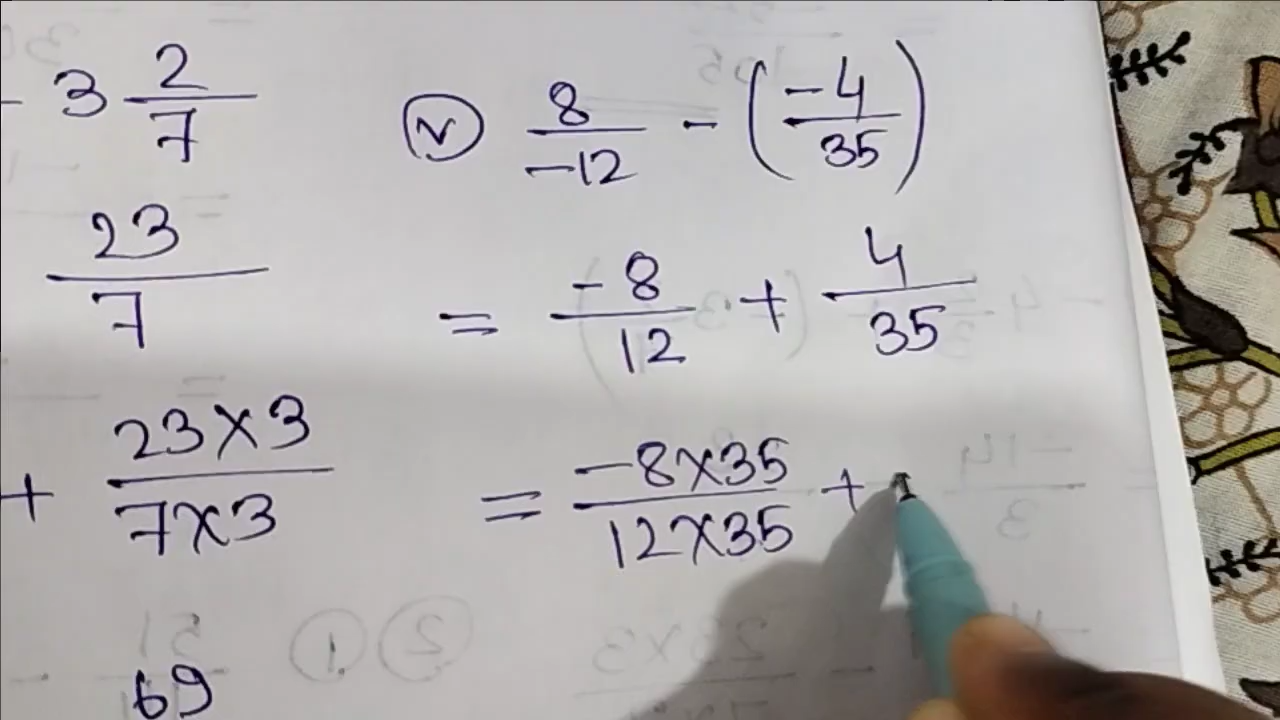 - 3 2/7
23/7
+ 23×3/7×3
69
(v) 8/-12 - (-4/35)
= -8/12 + 4/35
= -8×35/12×35 +